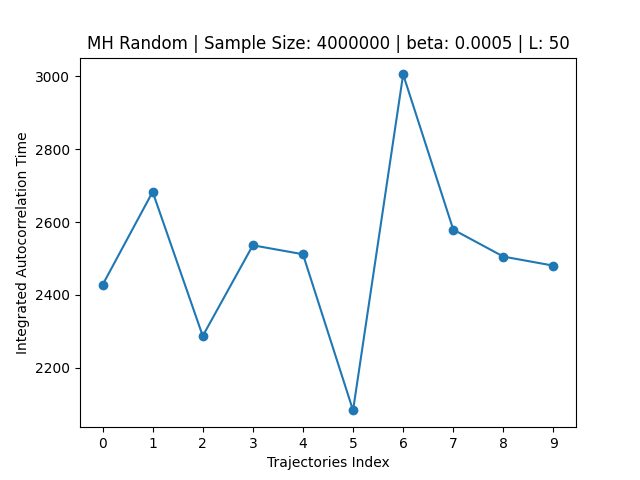 MH Random | Sample Size: 4000000 | beta: 0.0005 | L: 50
3000
2800
2600
2400
2200
Integrated Autocorrelation Time
0 1 2 3 4 5 6 7 8 9
Trajectories Index